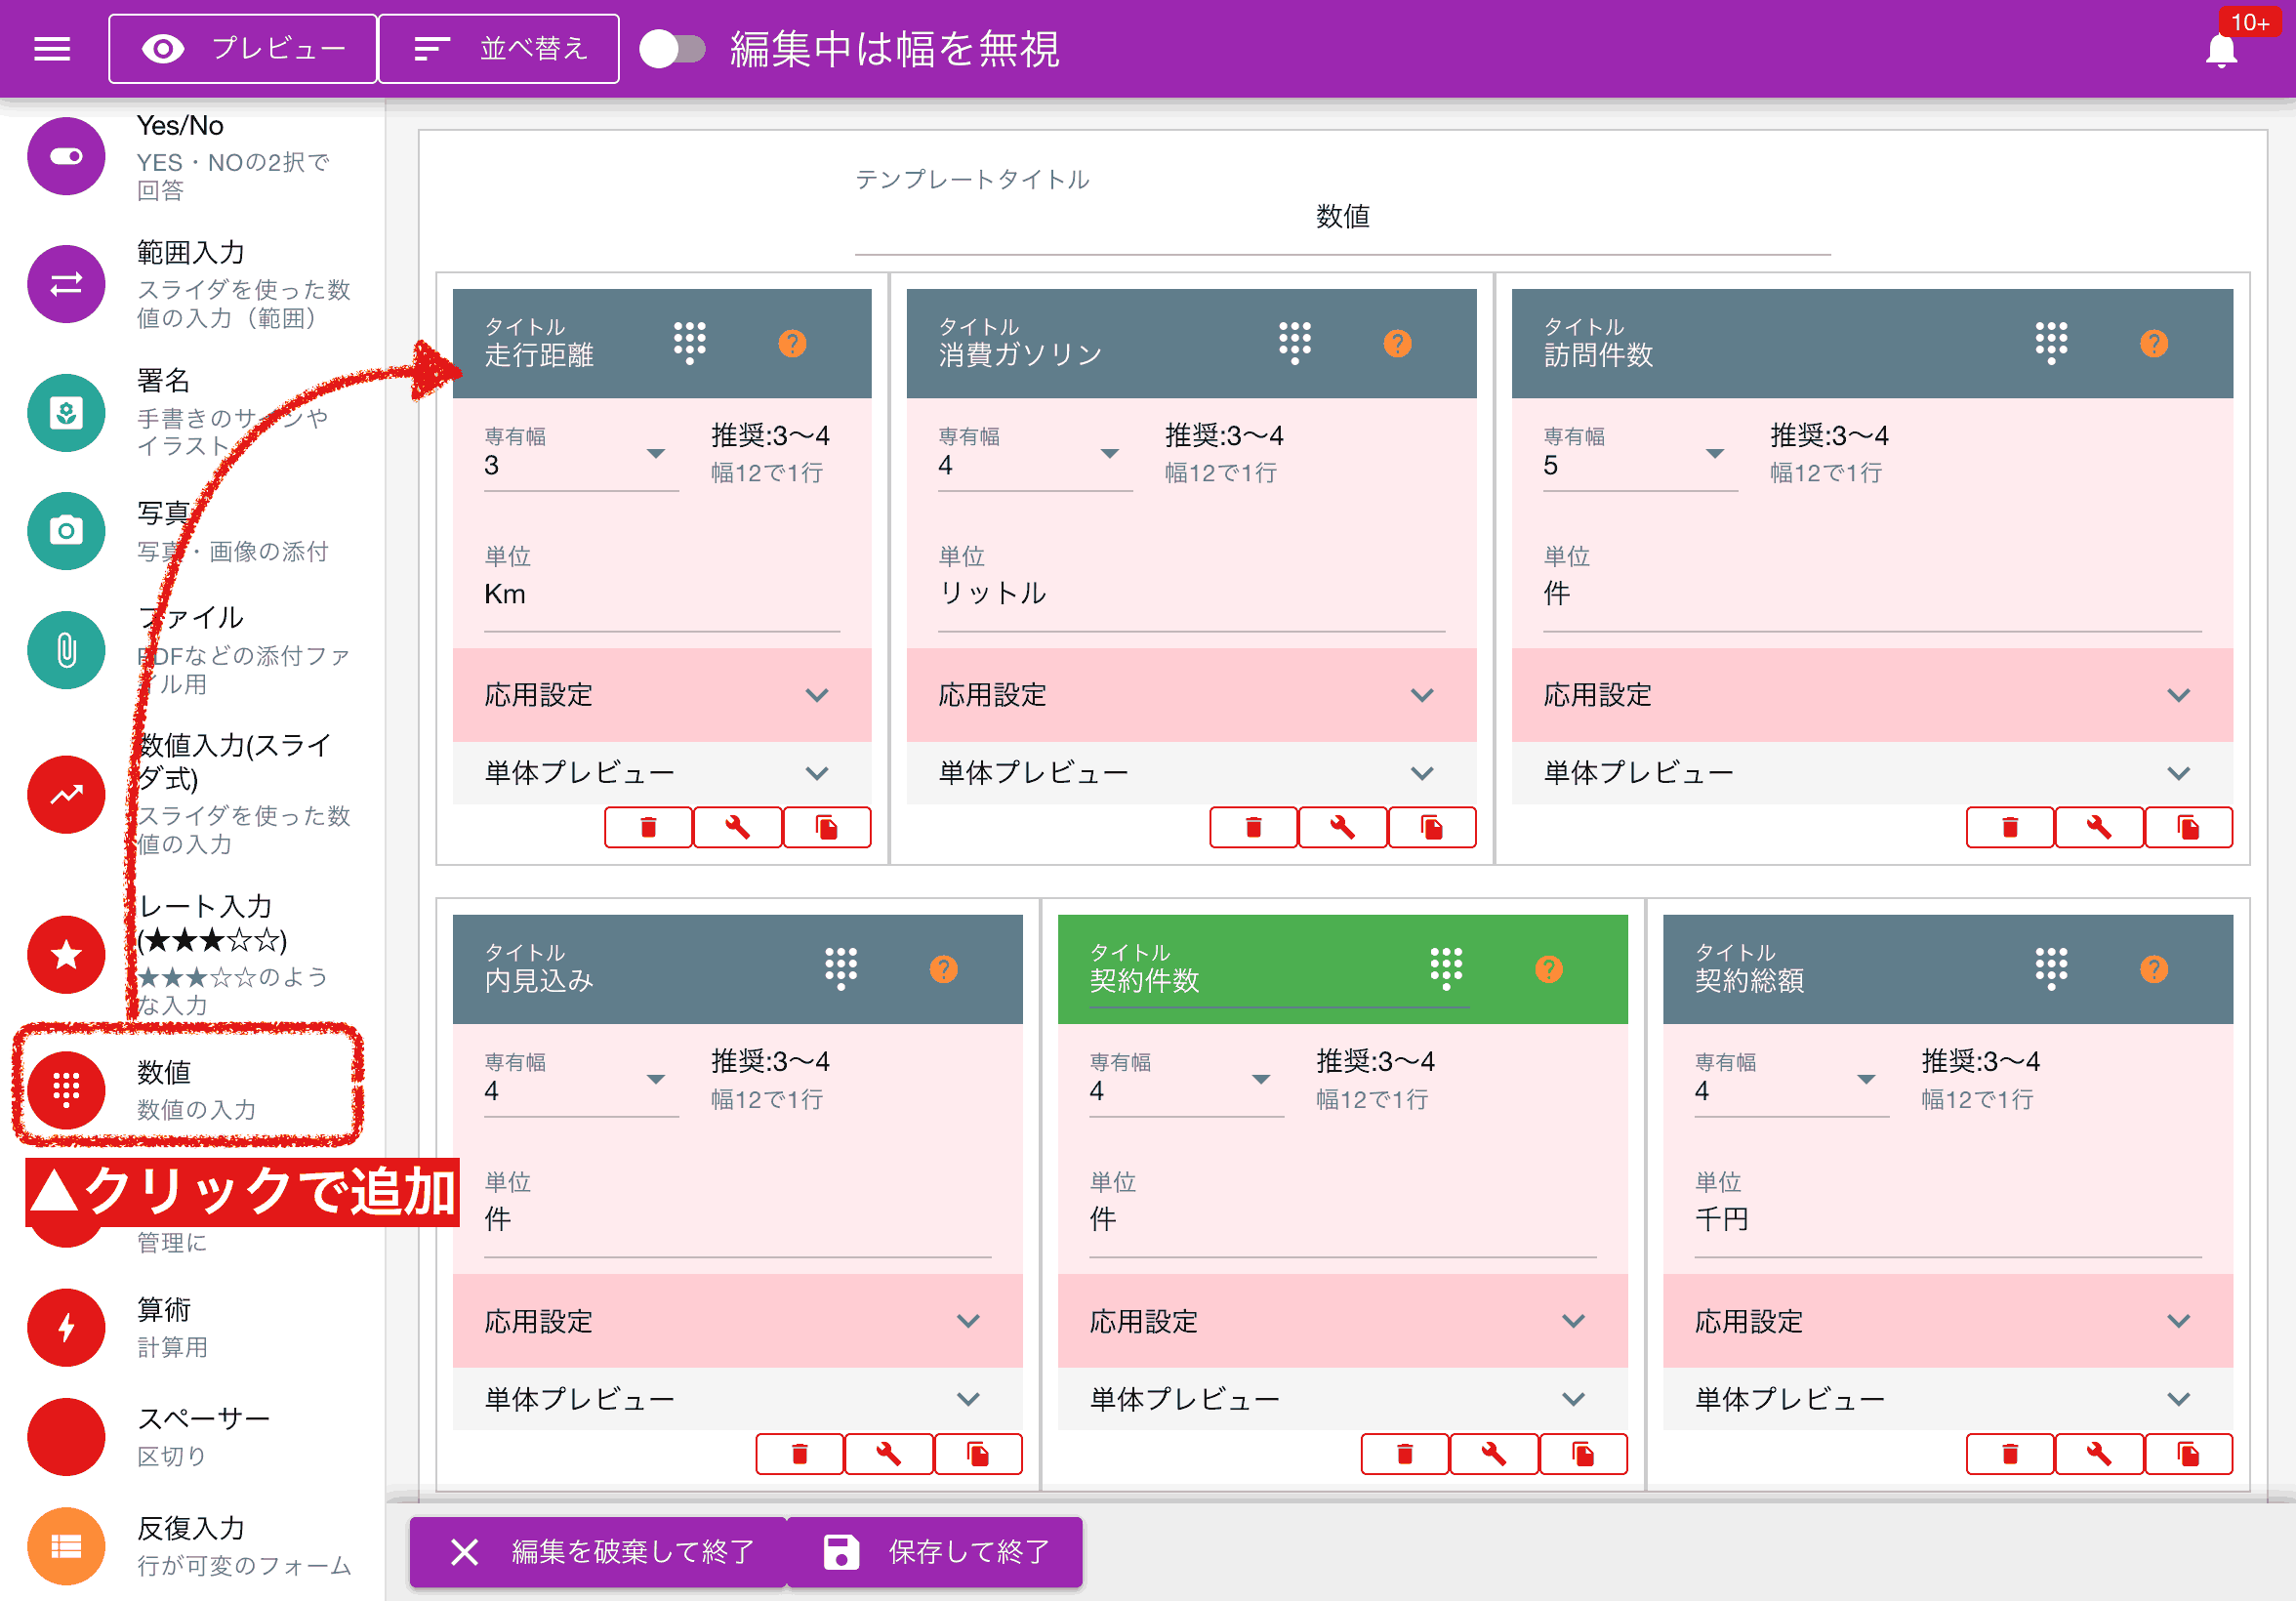 プレビュー
並べ替え
編集中は幅を無視
10+
Yes/No
YES・NOの2択で
回答
範囲入力
スライダを使った数
値の入力（範囲）
署名
手書きのサインや
イラスト
写真
写真・画像の添付
ファイル
PDFなどの添付ファ
イル用
数値入力(スライ
ダ式)
スライダを使った数
値の入力
レート入力
(★★★☆☆)
★★★☆☆のよう
な入力
数値
数値の入力
▲クリックで追加
管理に
算術
計算用
スペーサー
区切り
反復入力
行が可変のフォーム
テンプレートタイトル
数値
タイトル
走行距離
専有幅
3
推奨:3〜4
幅12で1行
単位
Km
応用設定
単体プレビュー
タイトル
消費ガソリン
専有幅
4
推奨:3〜4
幅12で1行
単位
リットル
応用設定
単体プレビュー
タイトル
訪問件数
専有幅
5
推奨:3〜4
幅12で1行
単位
件
応用設定
単体プレビュー
タイトル
内見込み
専有幅
4
推奨:3〜4
幅12で1行
単位
件
応用設定
単体プレビュー
タイトル
契約件数
専有幅
4
推奨:3〜4
幅12で1行
単位
件
応用設定
単体プレビュー
タイトル
契約総額
専有幅
4
推奨:3〜4
幅12で1行
単位
千円
応用設定
単体プレビュー
編集を破棄して終了
保存して終了